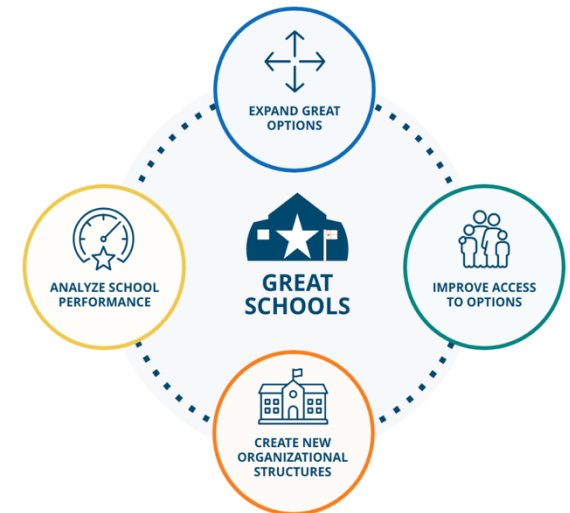 EXPAND GREAT
OPTIONS
ANALYZE SCHOOL
PERFORMANCE
GREAT
SCHOOLS
IMPROVE ACCESS
TO OPTIONS
CREATE NEW
ORGANIZATIONAL
STRUCTURES